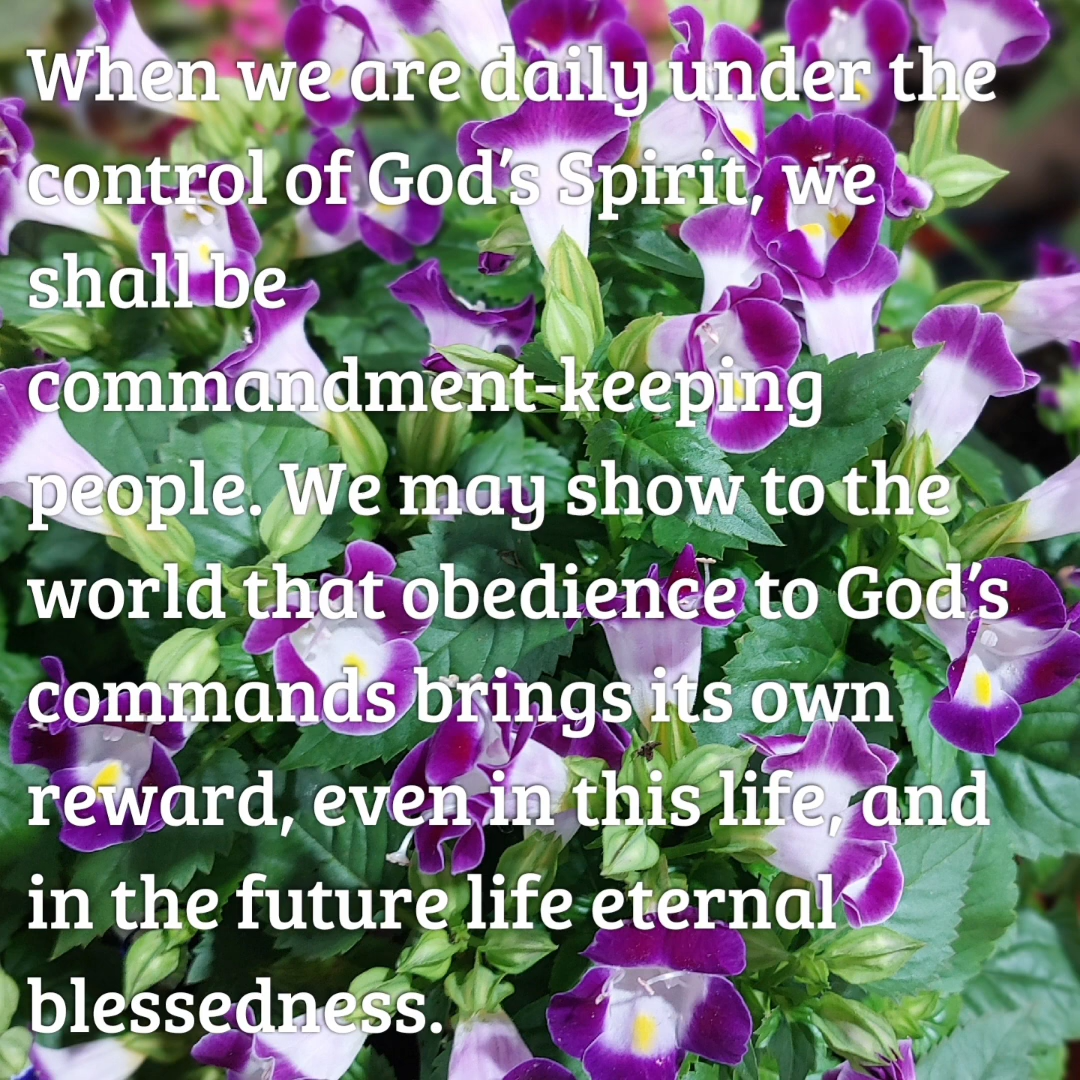 When we are daily under the
control of God's Spirit, we
shall be
commandment-keeping
people. We may show to the
world that obedience to God's
commands brings its own
reward, even in this life, and
in the future life eternal
blessedness.